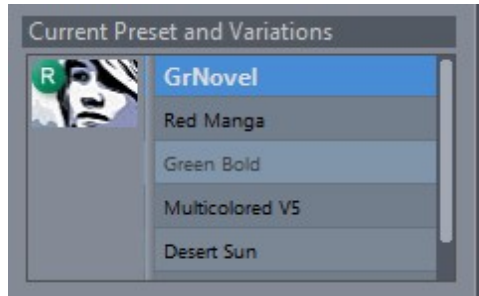 Current Preset and Variations
R
GrNovel
Red Manga
Green Bold
Multicolored V5
Desert Sun